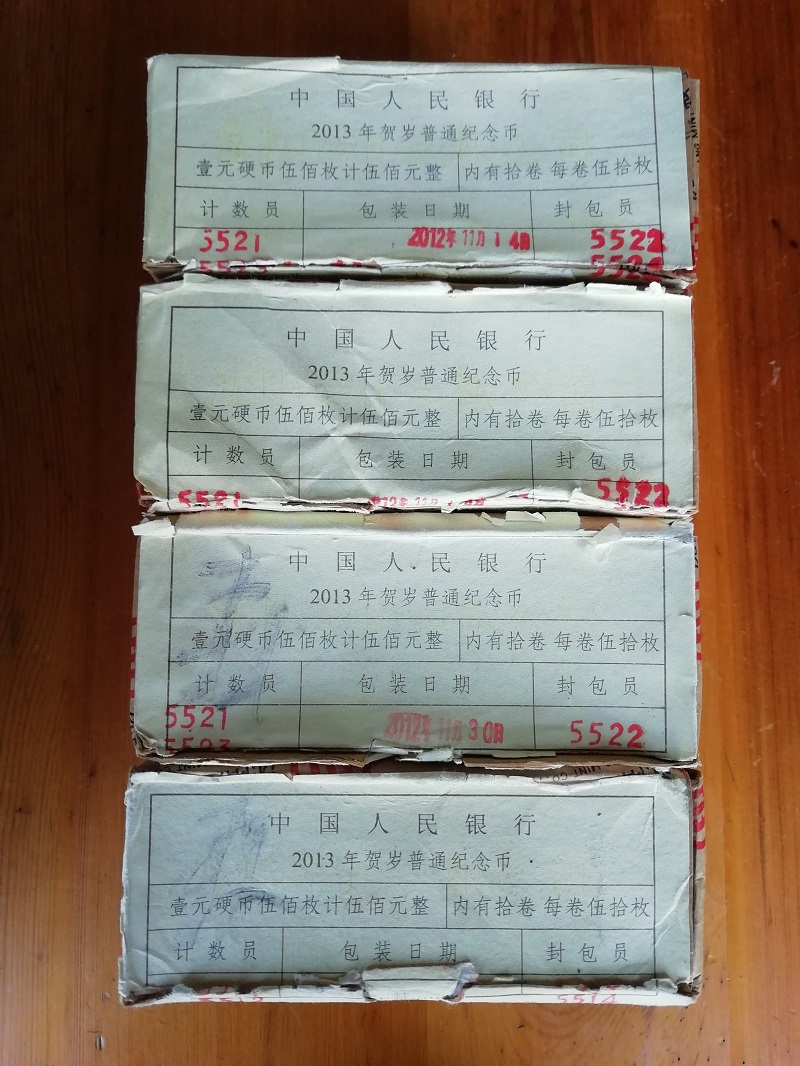 中国人民银行
2013年贺岁普通纪念币
壹元硬币伍佰枚计伍佰元整 内有拾卷 每卷伍拾枚
计数员 包装日期 封包员
5521 2012年11月14日 5522
中国人民银行
2013年贺岁普通纪念币
壹元硬币伍佰枚计伍佰元整 内有拾卷 每卷伍拾枚
计数员 包装日期 封包员
5521 5522
中国人民银行
2013年贺岁普通纪念币
壹元硬币伍佰枚计伍佰元整 内有拾卷 每卷伍拾枚
计数员 包装日期 封包员
5521 2012年11月30日 5522
5523
中国人民银行
2013年贺岁普通纪念币
壹元硬币伍佰枚计伍佰元整 内有拾卷 每卷伍拾枚
计数员 包装日期 封包员
5514